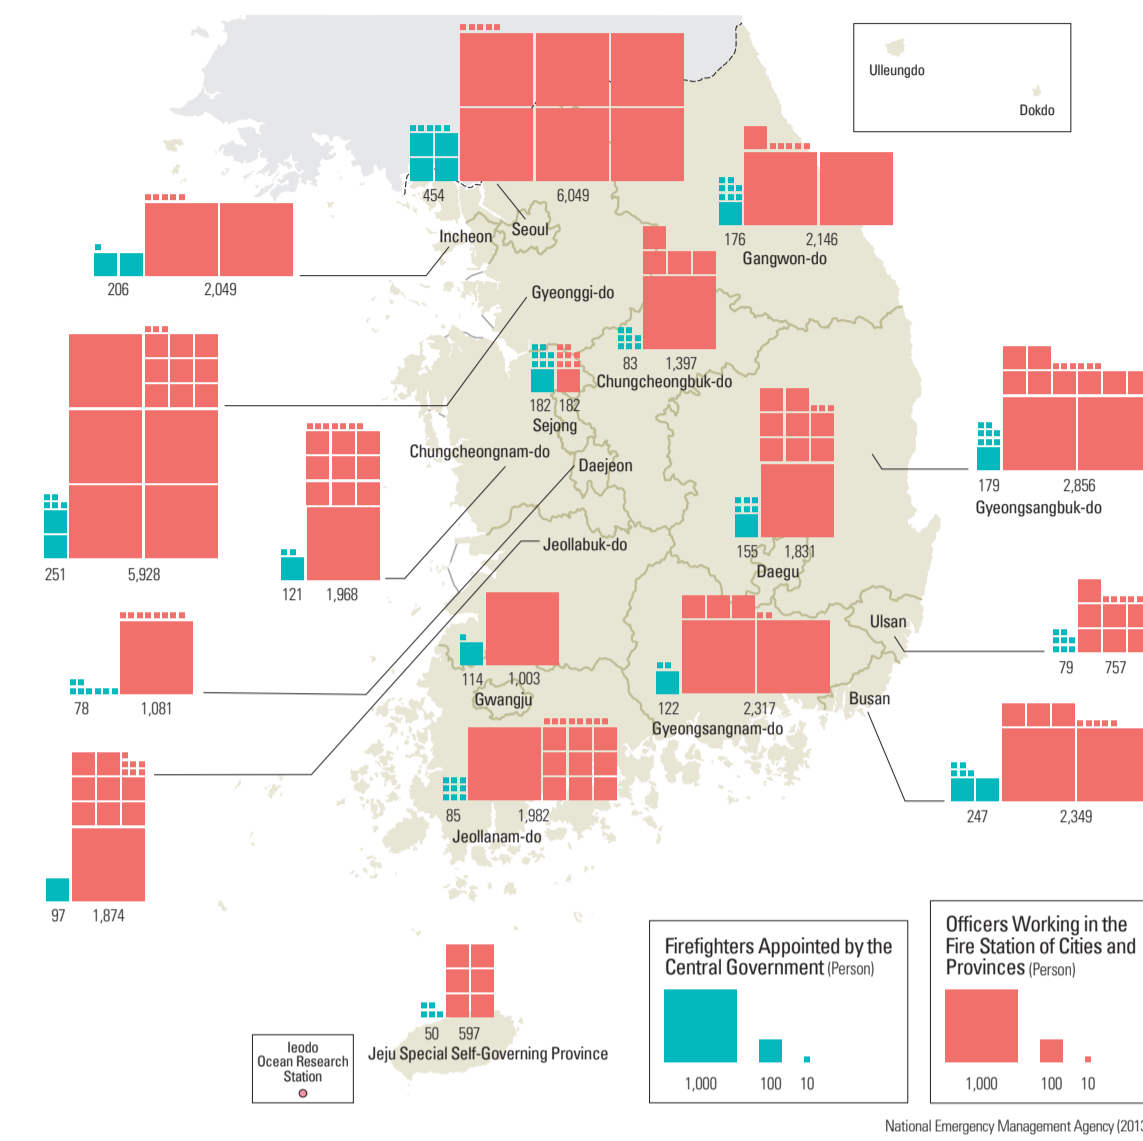 Ulleungdo
Dokdo
454 6,049
Seoul
Incheon
176 2,146
Gangwon-do
206 2,049
Gyeonggi-do
83 1,397
Chungcheongbuk-do
182 182
Sejong
Chungcheongnam-do
Daejeon
179 2,856
Gyeongsangbuk-do
251 5,928
121 1,968
Jeollabuk-do
155 1,831
Daegu
Ulsan
79 757
78 1,081
114 1,003
Gwangju
122 2,317
Gyeongsangnam-do
Busan
247 2,349
85 1,982
Jeollanam-do
97 1,874
50 597
Jeju Special Self-Governing Province
Ieodo
Ocean Research
Station
Firefighters Appointed by the
Central Government (Person)
1,000 100 10
Officers Working in the
Fire Station of Cities and
Provinces (Person)
1,000 100 10
National Emergency Management Agency (2013